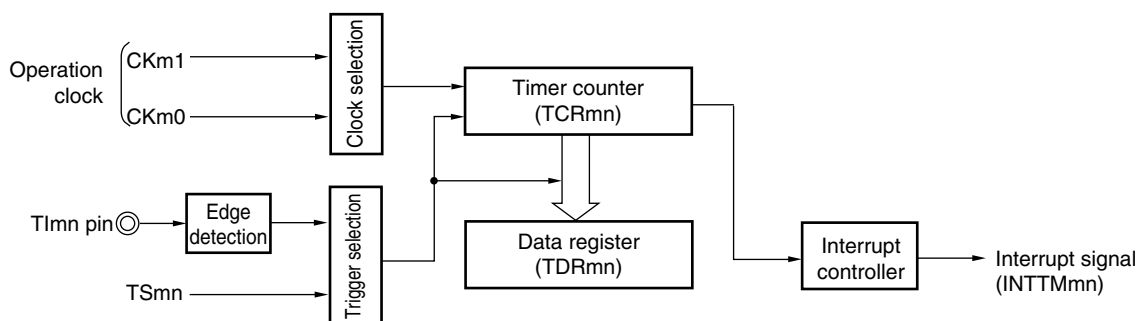 Operation
clock
CKm1
CKm0
Clock selection
Timer counter
(TCRmn)
TImn pin
Edge
detection
TSmn
Trigger selection
Data register
(TDRmn)
Interrupt
controller
Interrupt signal
(INTTMmn)